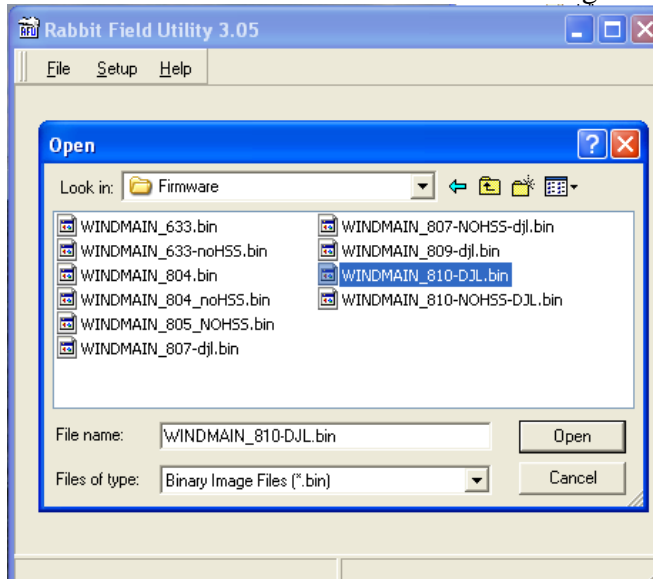 Rabbit Field Utility 3.05
File Setup Help
Open
Look in: Firmware
WINDMAIN_633.bin
WINDMAIN_633-noHSS.bin
WINDMAIN_804.bin
WINDMAIN_804_noHSS.bin
WINDMAIN_805_NOHSS.bin
WINDMAIN_807-djl.bin
WINDMAIN_807-NOHSS-djl.bin
WINDMAIN_809-djl.bin
WINDMAIN_810-DJL.bin
WINDMAIN_810-NOHSS-DJL.bin
File name: WINDMAIN_810-DJL.bin Open
Files of type: Binary Image Files (*.bin) Cancel